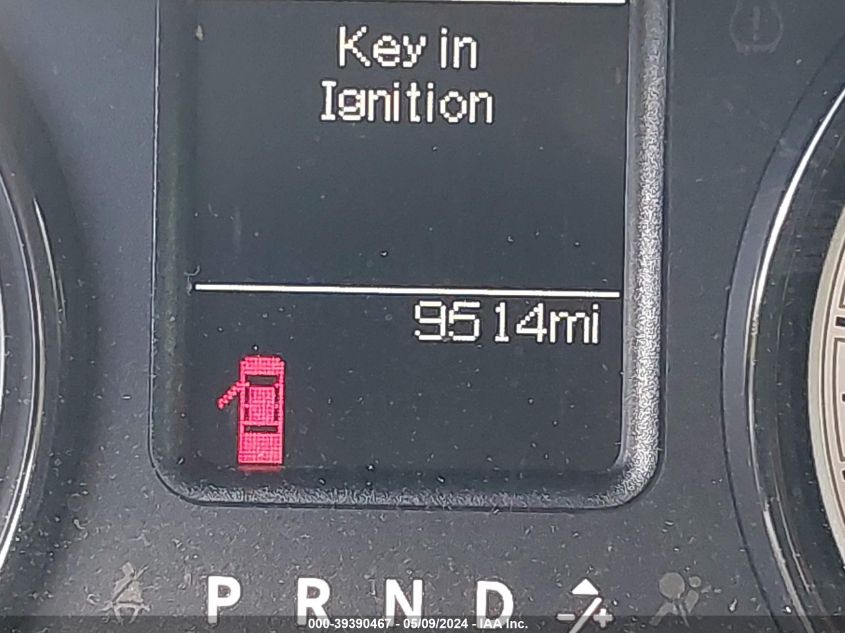 Key in
Ignition
9514mi
P R N D
000-39390467 - 05/09/2024 - IAA Inc.